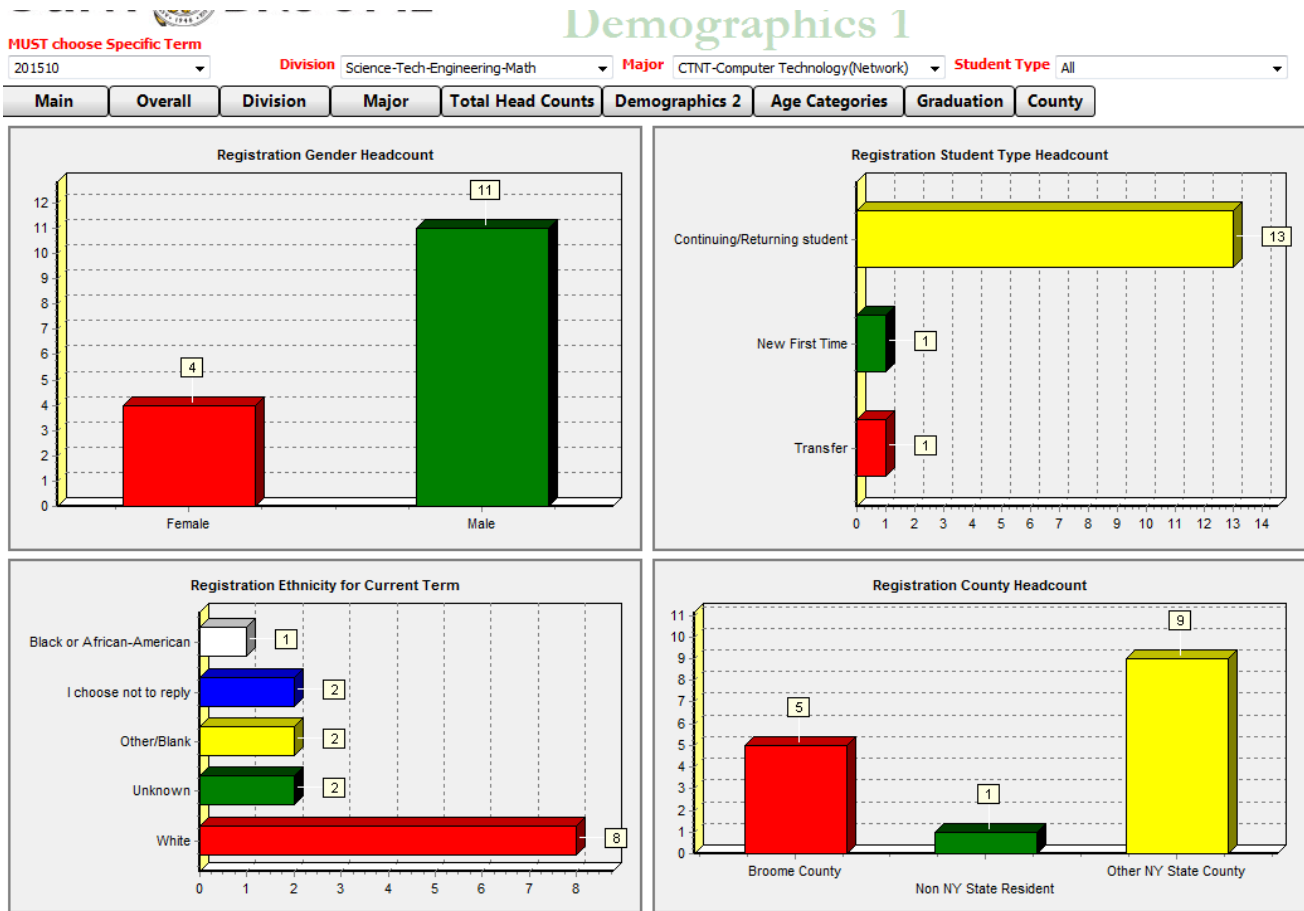 Demographics 1
MUST choose Specific Term
201510 Division Science-Tech-Engineering-Math Major CTNT-Computer Technology(Network) Student Type All
Main Overall Division Major Total Head Counts Demographics 2 Age Categories Graduation County
Registration Gender Headcount
12
11
10
9
8
7
6
5
4
3
2
1
0
4
11
Female Male
Registration Student Type Headcount
Continuing/Returning student 13
New First Time 1
Transfer 1
0 1 2 3 4 5 6 7 8 9 10 11 12 13 14
Registration Ethnicity for Current Term
Black or African-American 1
I choose not to reply 2
Other/Blank 2
Unknown 2
White 8
0 1 2 3 4 5 6 7 8
Registration County Headcount
11
10
9
8
7
6
5
4
3
2
1
0
5
1
9
Broome County Non NY State Resident Other NY State County